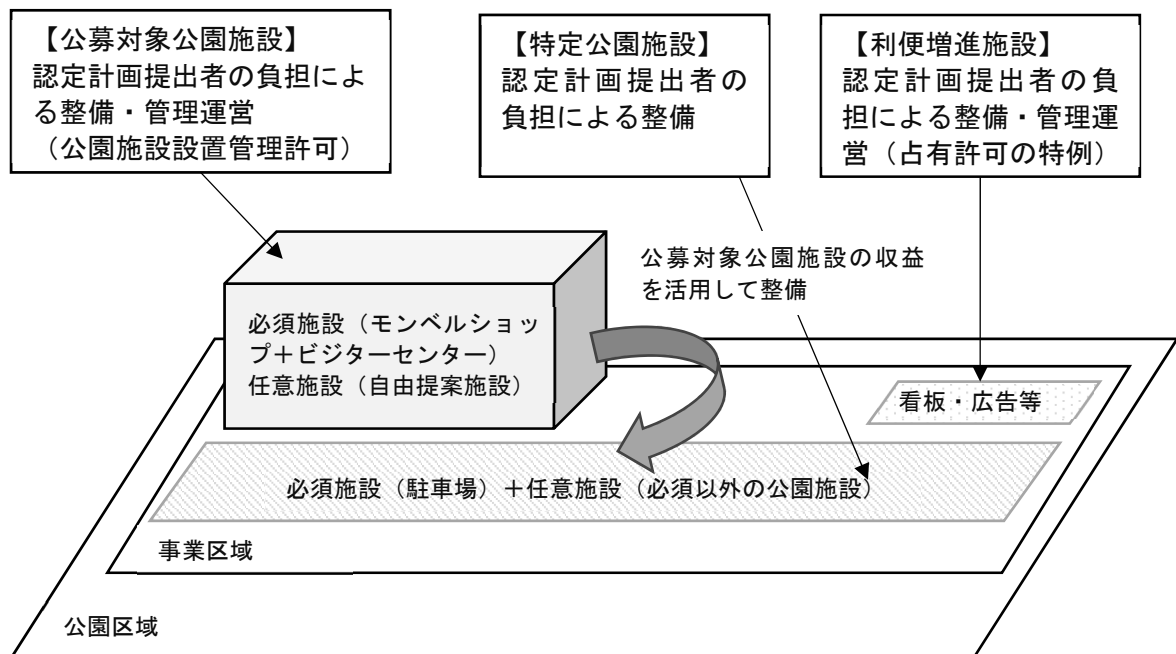 【公募対象公園施設】
認定計画提出者の負担によ
る整備・管理運営
（公園施設設置管理許可）
【特定公園施設】
認定計画提出者の
負担による整備
【利便増進施設】
認定計画提出者の負
担による整備・管理運
営（占有許可の特例）
公募対象公園施設の収益
を活用して整備
必須施設（モンベルショッ
プ＋ビジターセンター）
任意施設（自由提案施設）
看板・広告等
必須施設（駐車場）＋任意施設（必須以外の公園施設）
事業区域
公園区域